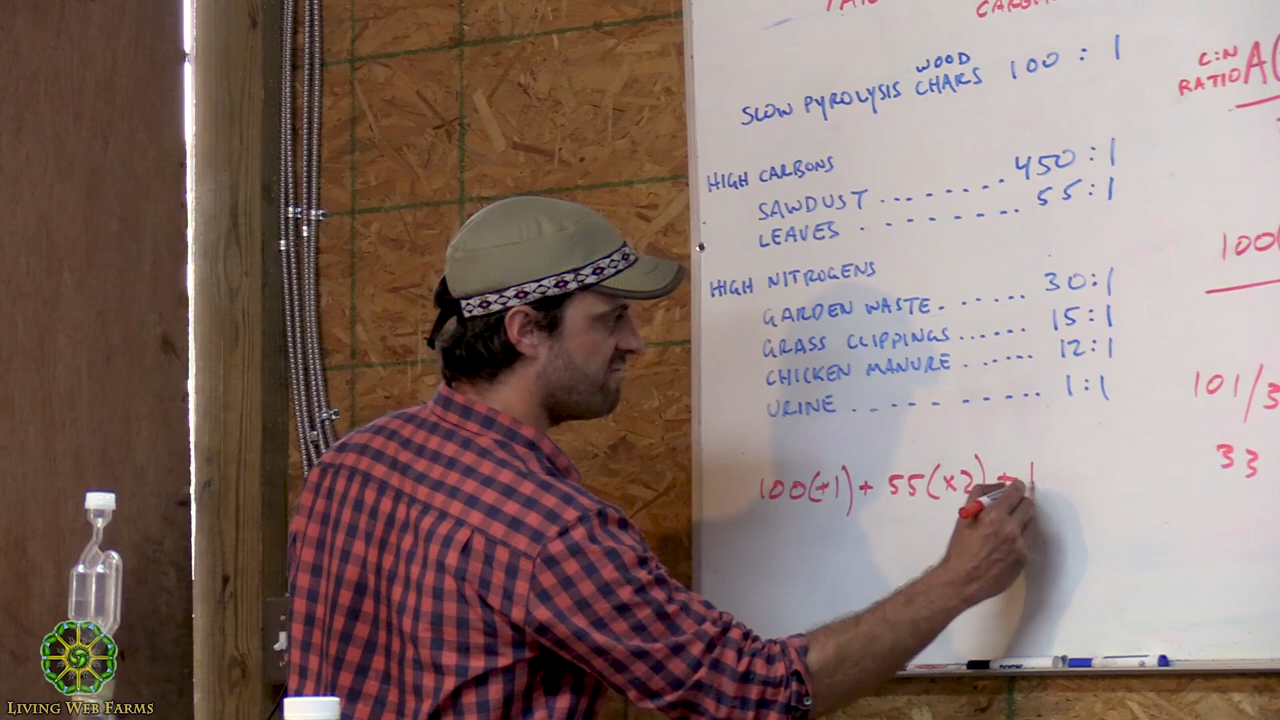 SLOW PYROLYSIS WOOD CHARS 100 : 1
HIGH CARBONS
SAWDUST ....... 450 : 1
LEAVES . ....... 55 : 1
HIGH NITROGENS
GARDEN WASTE. ...... 30:1
GRASS CLIPPINGS ...... 15:1
CHICKEN MANURE ..... 12:1
URINE ........... 1:1
100(+1) + 55(x2) + 1
C:N
RATIO A(
100
101/3
33
LIVING WEB FARMS